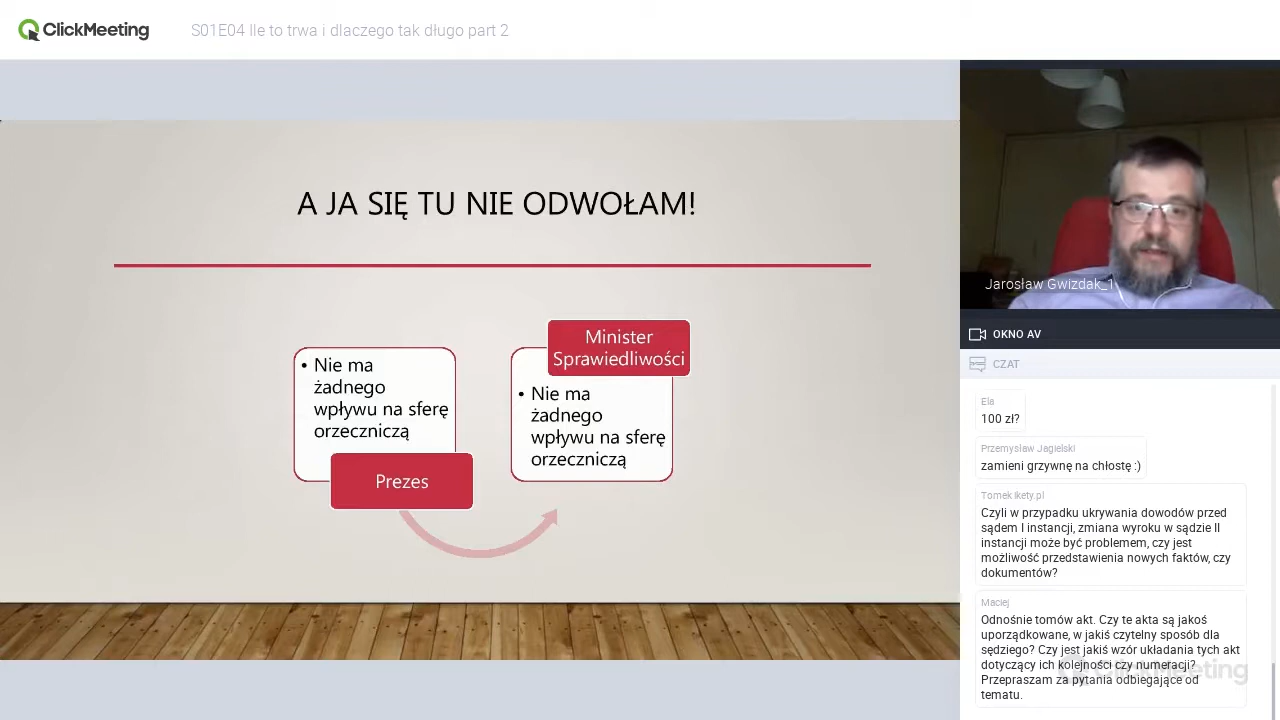 ClickMeeting
S01E04 Ile to trwa i dlaczego tak długo part 2
A JA SIĘ TU NIE ODWOŁAM!
• Nie ma
żadnego
wpływu na sferę
orzeczniczą
Prezes
Minister
Sprawiedliwości
• Nie ma
żadnego
wpływu na sferę
orzeczniczą
Jarosław Gwizdak_1
OKNO AV
CZAT
Ela
100 zł?
Przemysław Jagielski
zamieni grzywnę na chłostę :)
Tomek ikety.pl
Czyli w przypadku ukrywania dowodów przed
sądem I instancji, zmiana wyroku w sądzie II
instancji może być problemem, czy jest
możliwość przedstawienia nowych faktów, czy
dokumentów?
Maciej
Odnośnie tomów akt. Czy te akta są jakoś
uporządkowane, w jakiś czytelny sposób dla
sędziego? Czy jest jakiś wzór układania tych akt
dotyczący ich kolejności czy numeracji?
Przepraszam za pytania odbiegające od
tematu.
ClickMeeting